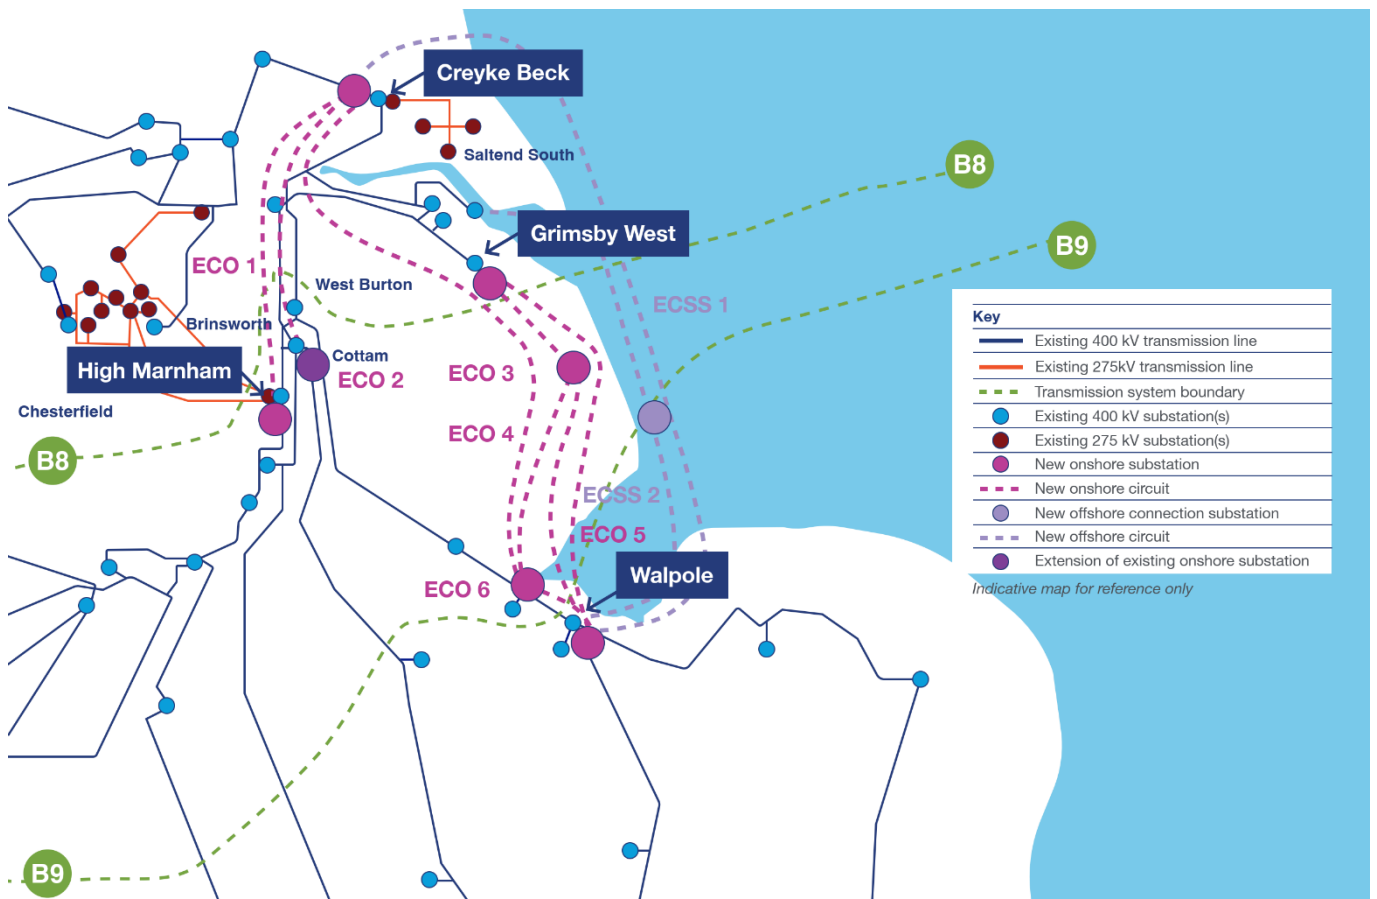 Creyke Beck
Saltend South
B8
Grimsby West
B9
ECO 1
West Burton
ECSS 1
Key
Existing 400 kV transmission line
Existing 275kV transmission line
Transmission system boundary
Existing 400 kV substation(s)
Existing 275 kV substation(s)
New onshore substation
New onshore circuit
New offshore connection substation
New offshore circuit
Extension of existing onshore substation
Indicative map for reference only
Brinsworth
Cottam
High Marnham
ECO 2
ECO 3
Chesterfield
ECO 4
B8
ECSS 2
ECO 5
Walpole
ECO 6
B9